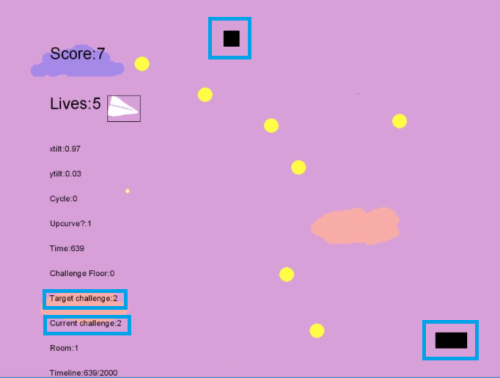 Score:7
Lives:5
xtilt:0.97
ytilt:0.03
Cycle:0
Upcurve?:1
Time:639
Challenge Floor:0
Target challenge:2
Current challenge:2
Room:1
Timeline:639/2000